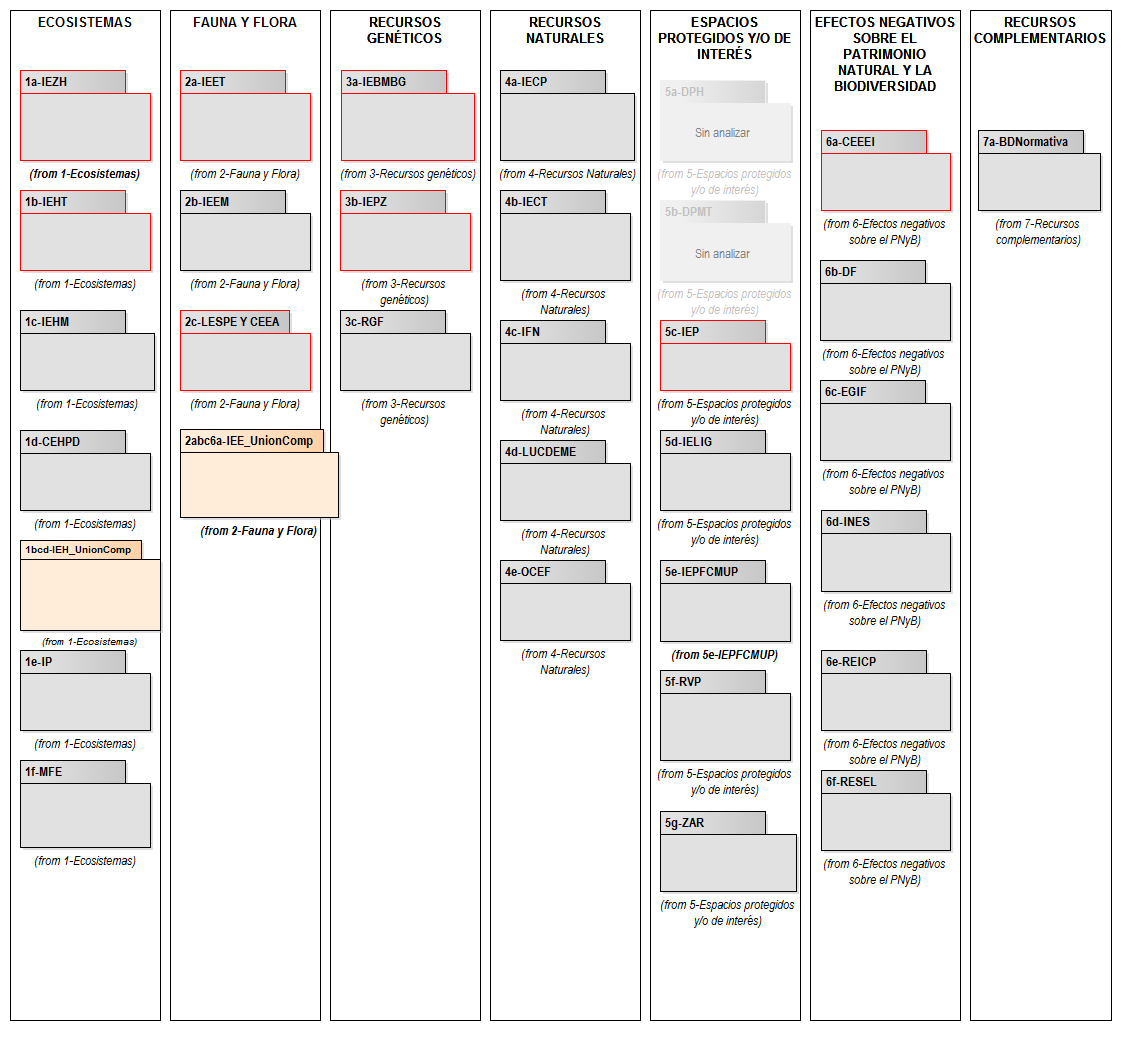 ECOSISTEMAS
1a-IEZH
(from 1-Ecosistemas)
1b-IEHT
(from 1-Ecosistemas)
1c-IEHM
(from 1-Ecosistemas)
1d-CEHPD
(from 1-Ecosistemas)
1bcd-IEH_UnionComp
(from 1-Ecosistemas)
1e-IP
(from 1-Ecosistemas)
1f-MFE
(from 1-Ecosistemas)
FAUNA Y FLORA
2a-IEET
(from 2-Fauna y Flora)
2b-IEEM
(from 2-Fauna y Flora)
2c-LESPE Y CEEA
(from 2-Fauna y Flora)
2abc6a-IEE_UnionComp
(from 2-Fauna y Flora)
RECURSOS
GENÉTICOS
3a-IEBMBG
(from 3-Recursos genéticos)
3b-IEPZ
(from 3-Recursos
genéticos)
3c-RGF
(from 3-Recursos
genéticos)
RECURSOS
NATURALES
4a-IECP
(from 4-Recursos Naturales)
4b-IECT
(from 4-Recursos
Naturales)
4c-IFN
(from 4-Recursos
Naturales)
4d-LUCDEME
(from 4-Recursos
Naturales)
4e-OCEF
(from 4-Recursos
Naturales)
ESPACIOS
PROTEGIDOS Y/O DE
INTERÉS
5a-DPH
Sin analizar
(from 5-Espacios protegidos
y/o de interés)
5b-DPMT
Sin analizar
(from 5-Espacios protegidos
y/o de interés)
5c-IEP
(from 5-Espacios protegidos
y/o de interés)
5d-IELIG
(from 5-Espacios protegidos
y/o de interés)
5e-IEPFCMUP
(from 5e-IEPFCMUP)
5f-RVP
(from 5-Espacios protegidos
y/o de interés)
5g-ZAR
(from 5-Espacios protegidos
y/o de interés)
EFECTOS NEGATIVOS
SOBRE EL
PATRIMONIO
NATURAL Y LA
BIODIVERSIDAD
6a-CEEEI
(from 6-Efectos negativos
sobre el PNyB)
6b-DF
(from 6-Efectos negativos
sobre el PNyB)
6c-EGIF
(from 6-Efectos negativos
sobre el PNyB)
6d-INES
(from 6-Efectos negativos
sobre el PNyB)
6e-REICP
(from 6-Efectos negativos
sobre el PNyB)
6f-RESEL
(from 6-Efectos negativos
sobre el PNyB)
RECURSOS
COMPLEMENTARIOS
7a-BDNormativa
(from 7-Recursos
complementarios)